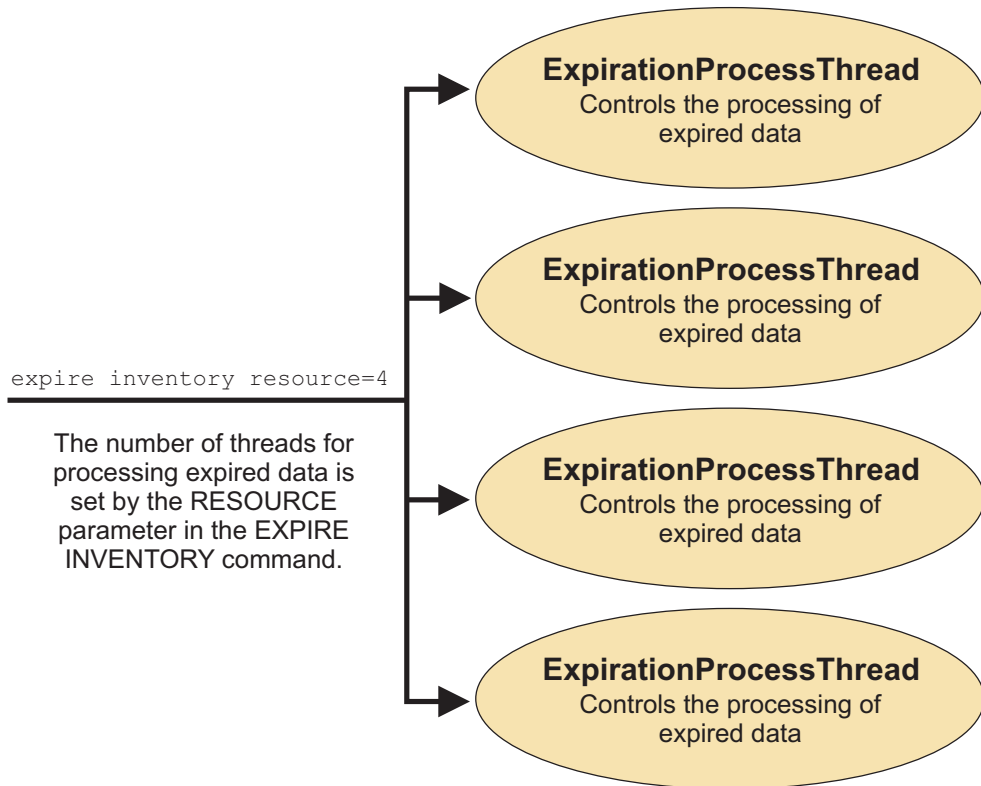 ExpirationProcessThread
Controls the processing of
expired data
ExpirationProcessThread
Controls the processing of
expired data
expire inventory resource=4
The number of threads for
processing expired data is
set by the RESOURCE
parameter in the EXPIRE
INVENTORY command.
ExpirationProcessThread
Controls the processing of
expired data
ExpirationProcessThread
Controls the processing of
expired data